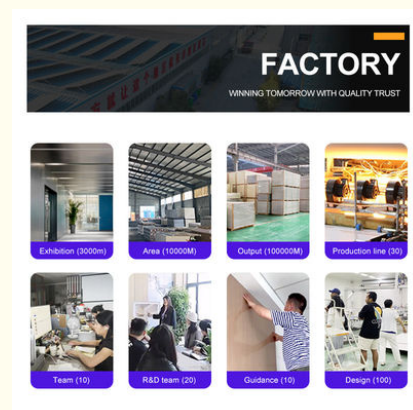 FACTORY
WINNING TOMORROW WITH QUALITY TRUST
Exhibition (3000m)
Area (10000M)
Output (100000M)
Production line (30)
Team (10)
R&D team (20)
Guidance (10)
Design (100)